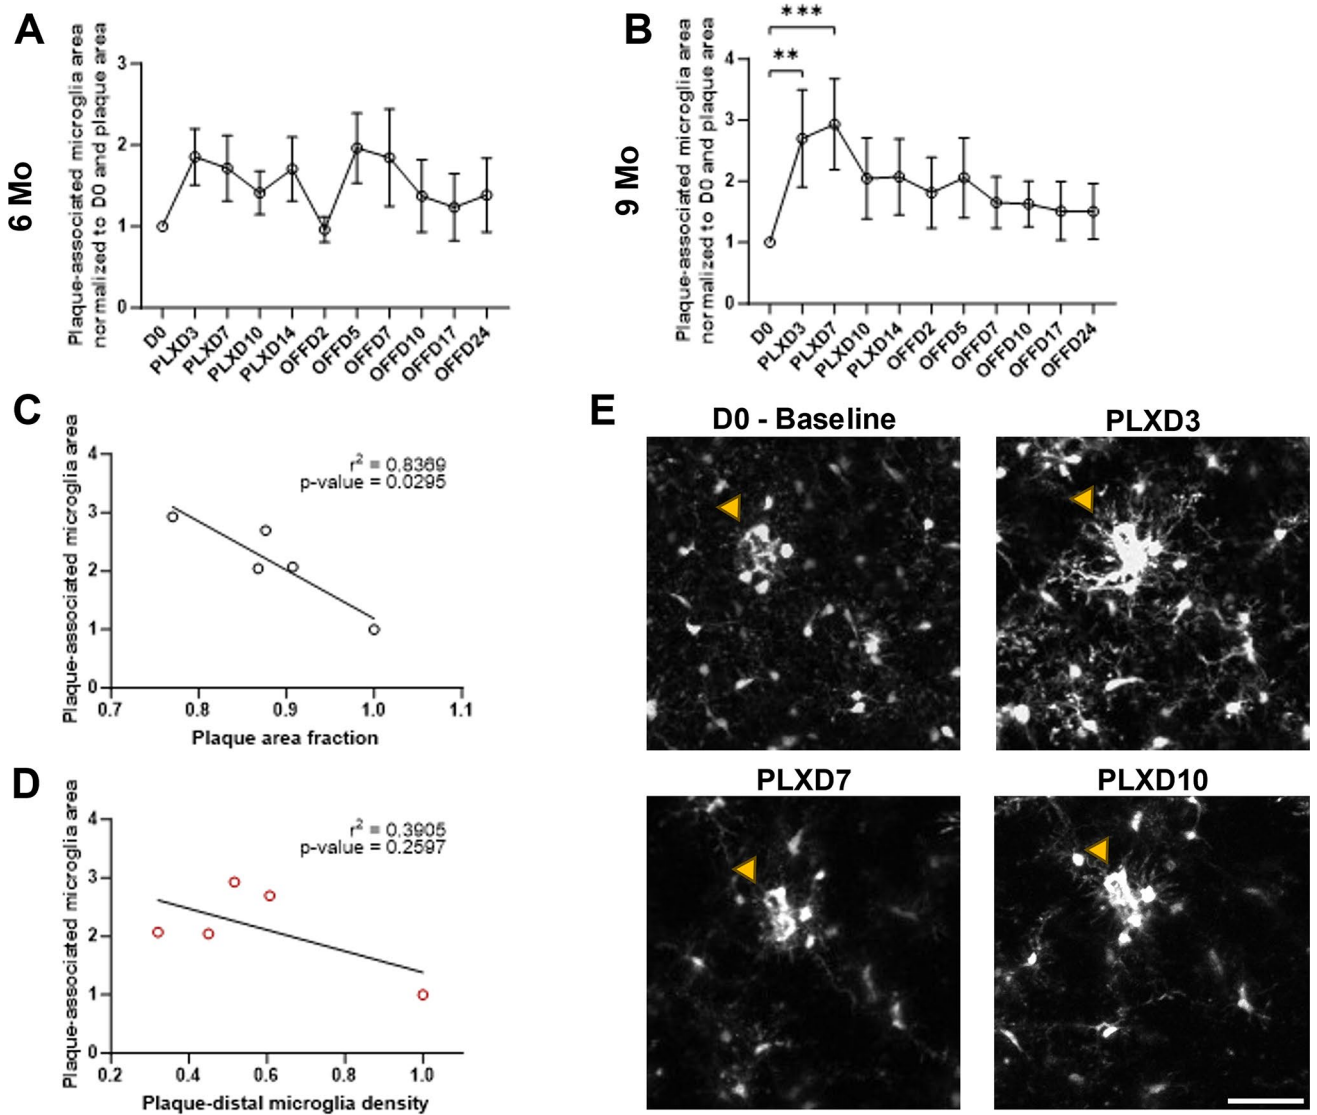 A
6 Mo
Plaque-associated microglia area
normalized to D0 and plaque area
3
2
1
0
D0
PLXD3
PLXD7
PLXD10
PLXD14
OFFD2
OFFD5
OFFD7
OFFD10
OFFD17
OFFD24
B
9 Mo
Plaque-associated microglia area
normalized to D0 and plaque area
***
**
4
3
2
1
0
D0
PLXD3
PLXD7
PLXD10
PLXD14
OFFD2
OFFD5
OFFD7
OFFD10
OFFD17
OFFD24
C
Plaque-associated microglia area
r² = 0.8369
p-value = 0.0295
4
3
2
1
0
0.7 0.8 0.9 1.0 1.1
Plaque area fraction
D
Plaque-associated microglia area
r² = 0.3905
p-value = 0.2597
4
3
2
1
0
0.2 0.4 0.6 0.8 1.0
Plaque-distal microglia density
E
D0 - Baseline
PLXD3
PLXD7
PLXD10